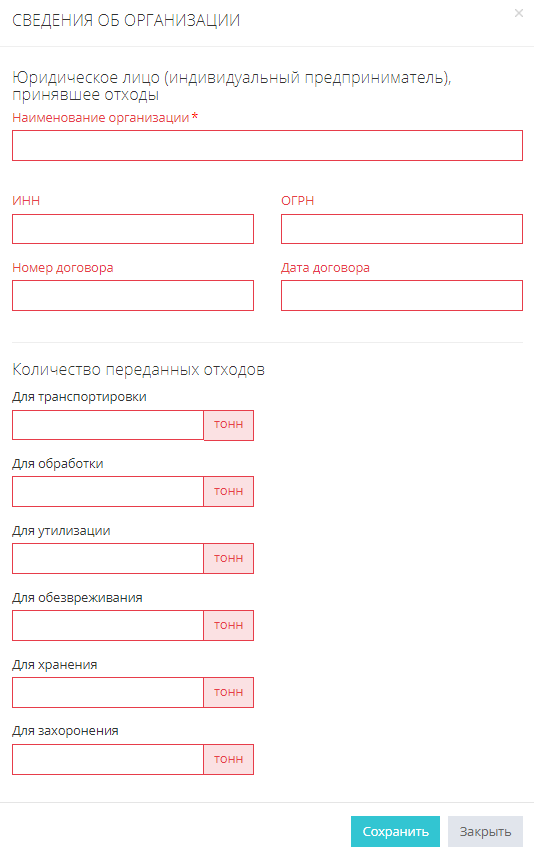 СВЕДЕНИЯ ОБ ОРГАНИЗАЦИИ
×
Юридическое лицо (индивидуальный предприниматель),
принявшее отходы
Наименование организации *
ИНН
ОГРН
Номер договора
Дата договора
Количество переданных отходов
Для транспортировки
тонн
Для обработки
тонн
Для утилизации
тонн
Для обезвреживания
тонн
Для хранения
тонн
Для захоронения
тонн
Сохранить
Закрыть